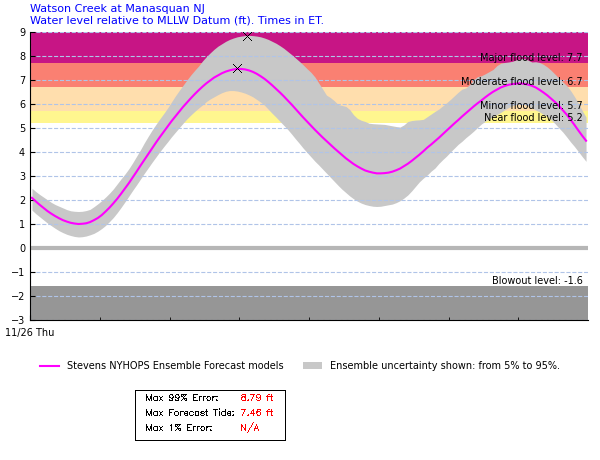 Watson Creek at Manasquan NJ
Water level relative to MLLW Datum (ft). Times in ET.
9
8
Major flood level: 7.7
7
Moderate flood level: 6.7
6
Minor flood level: 5.7
Near flood level: 5.2
5
4
3
2
1
0
−1
Blowout level: -1.6
−2
−3
11/26 Thu
Stevens NYHOPS Ensemble Forecast models
Ensemble uncertainty shown: from 5% to 95%.
Max 99% Error: 8.79 ft
Max Forecast Tide: 7.46 ft
Max 1% Error: N/A